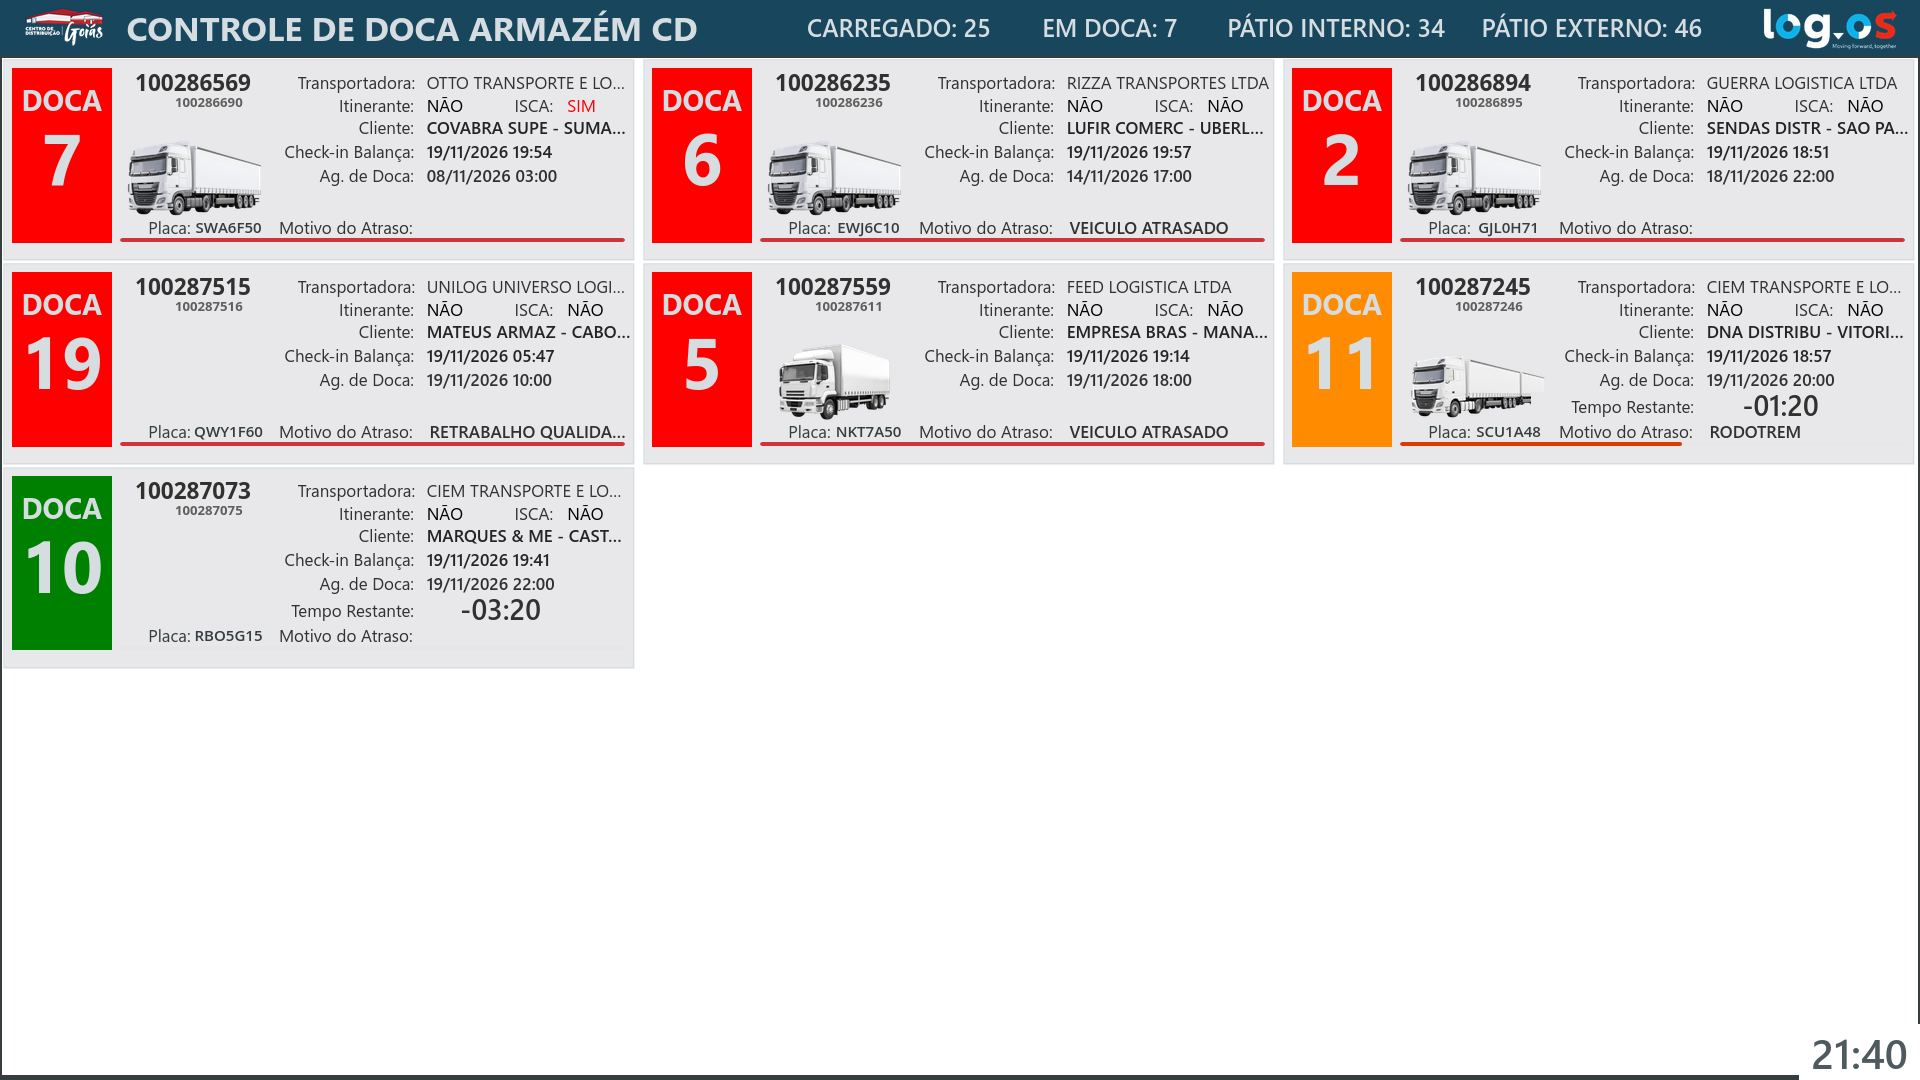 CENTRO DE DISTRIBUIÇÃO Goiás
CONTROLE DE DOCA ARMAZÉM CD
CARREGADO: 25
EM DOCA: 7
PÁTIO INTERNO: 34
PÁTIO EXTERNO: 46
log.os
Moving forward, together
DOCA
7
100286569
100286690
Transportadora: OTTO TRANSPORTE E LO...
Itinerante: NÃO ISCA: SIM
Cliente: COVABRA SUPE - SUMA...
Check-in Balança: 19/11/2026 19:54
Ag. de Doca: 08/11/2026 03:00
Placa: SWA6F50 Motivo do Atraso:
DOCA
6
100286235
100286236
Transportadora: RIZZA TRANSPORTES LTDA
Itinerante: NÃO ISCA: NÃO
Cliente: LUFIR COMERC - UBERL...
Check-in Balança: 19/11/2026 19:57
Ag. de Doca: 14/11/2026 17:00
Placa: EWJ6C10 Motivo do Atraso: VEICULO ATRASADO
DOCA
2
100286894
100286895
Transportadora: GUERRA LOGISTICA LTDA
Itinerante: NÃO ISCA: NÃO
Cliente: SENDAS DISTR - SAO PA...
Check-in Balança: 19/11/2026 18:51
Ag. de Doca: 18/11/2026 22:00
Placa: GJL0H71 Motivo do Atraso:
DOCA
19
100287515
100287516
Transportadora: UNILOG UNIVERSO LOGI...
Itinerante: NÃO ISCA: NÃO
Cliente: MATEUS ARMAZ - CABO...
Check-in Balança: 19/11/2026 05:47
Ag. de Doca: 19/11/2026 10:00
Placa: QWY1F60 Motivo do Atraso: RETRABALHO QUALIDA...
DOCA
5
100287559
100287611
Transportadora: FEED LOGISTICA LTDA
Itinerante: NÃO ISCA: NÃO
Cliente: EMPRESA BRAS - MANA...
Check-in Balança: 19/11/2026 19:14
Ag. de Doca: 19/11/2026 18:00
Placa: NKT7A50 Motivo do Atraso: VEICULO ATRASADO
DOCA
11
100287245
100287246
Transportadora: CIEM TRANSPORTE E LO...
Itinerante: NÃO ISCA: NÃO
Cliente: DNA DISTRIBU - VITORI...
Check-in Balança: 19/11/2026 18:57
Ag. de Doca: 19/11/2026 20:00
Tempo Restante: -01:20
Placa: SCU1A48 Motivo do Atraso: RODOTREM
DOCA
10
100287073
100287075
Transportadora: CIEM TRANSPORTE E LO...
Itinerante: NÃO ISCA: NÃO
Cliente: MARQUES & ME - CAST...
Check-in Balança: 19/11/2026 19:41
Ag. de Doca: 19/11/2026 22:00
Tempo Restante: -03:20
Placa: RBO5G15 Motivo do Atraso:
21:40